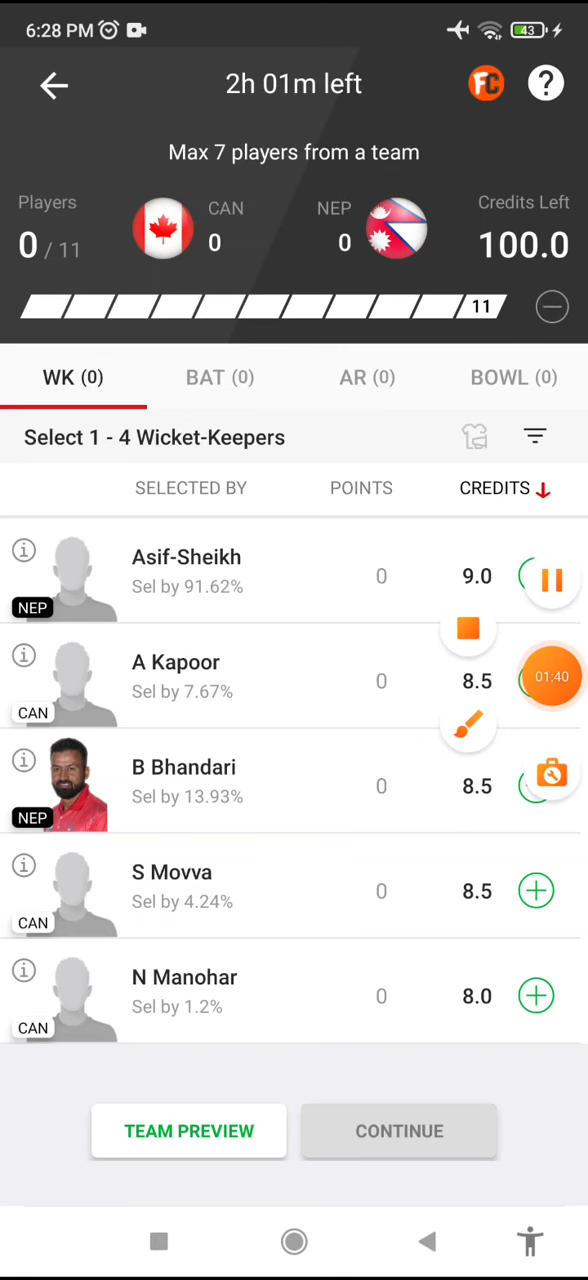 6:28 PM 43
2h 01m left FC ?
Max 7 players from a team
Players CAN NEP Credits Left
0 / 11 0 0 100.0
11
WK (0) BAT (0) AR (0) BOWL (0)
Select 1 - 4 Wicket-Keepers
SELECTED BY POINTS CREDITS
Asif-Sheikh
Sel by 91.62% 0 9.0
NEP
A Kapoor
Sel by 7.67% 0 8.5 01:40
CAN
B Bhandari
Sel by 13.93% 0 8.5
NEP
S Movva
Sel by 4.24% 0 8.5
CAN
N Manohar
Sel by 1.2% 0 8.0
CAN
TEAM PREVIEW CONTINUE